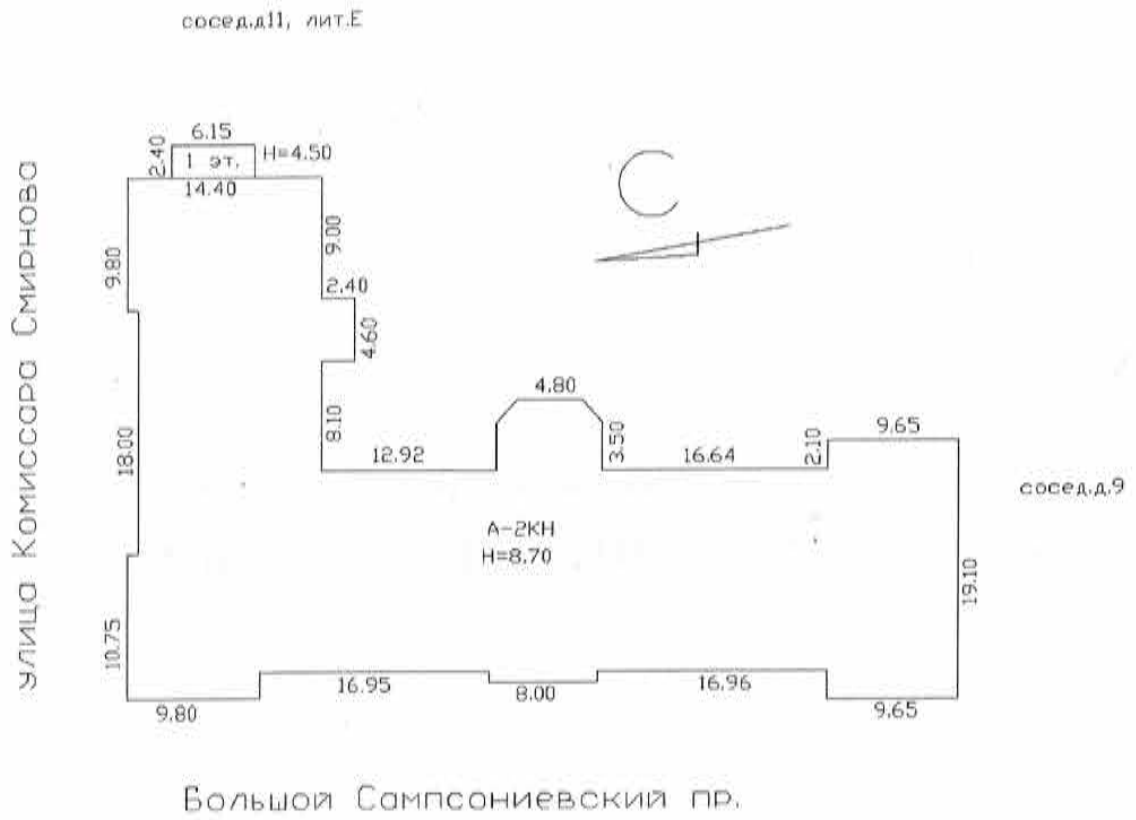 сосед.д11, лит.Е
6.15
2.40
1 эт.
H=4.50
14.40
С
Улица Комиссара Смирнова
9.80
9.00
2.40
4.60
4.80
8.10
12.92
3.50
16.64
2.10
9.65
18.00
сосед.д.9
А-2КН
H=8.70
19.10
10.75
16.95
8.00
16.96
9.80
9.65
Большой Сампсониевский пр.